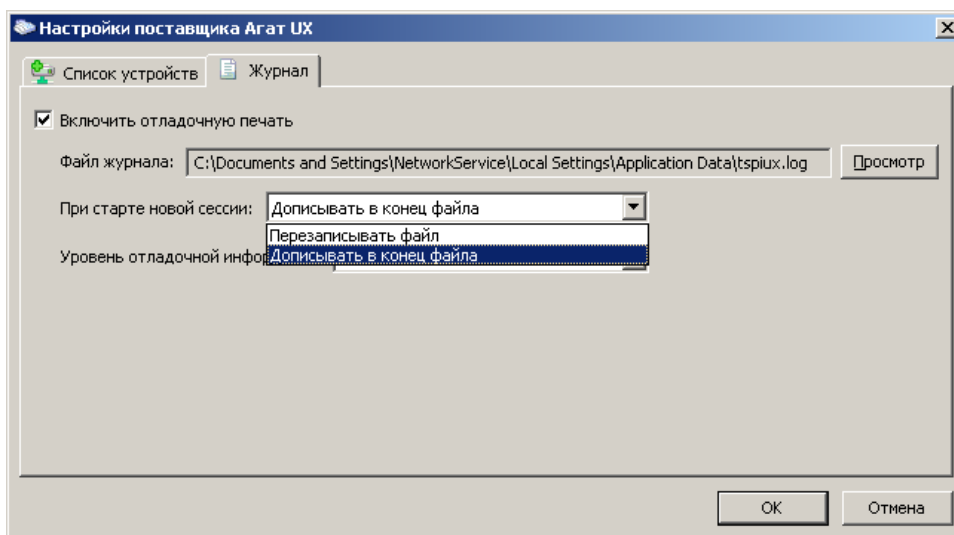 Настройки поставщика Агат UX
Список устройств Журнал
Включить отладочную печать
Файл журнала: C:\Documents and Settings\NetworkService\Local Settings\Application Data\tspiux.log Просмотр
При старте новой сессии: Дописывать в конец файла
Перезаписывать файл
Уровень отладочной инфор Дописывать в конец файла
OK Отмена